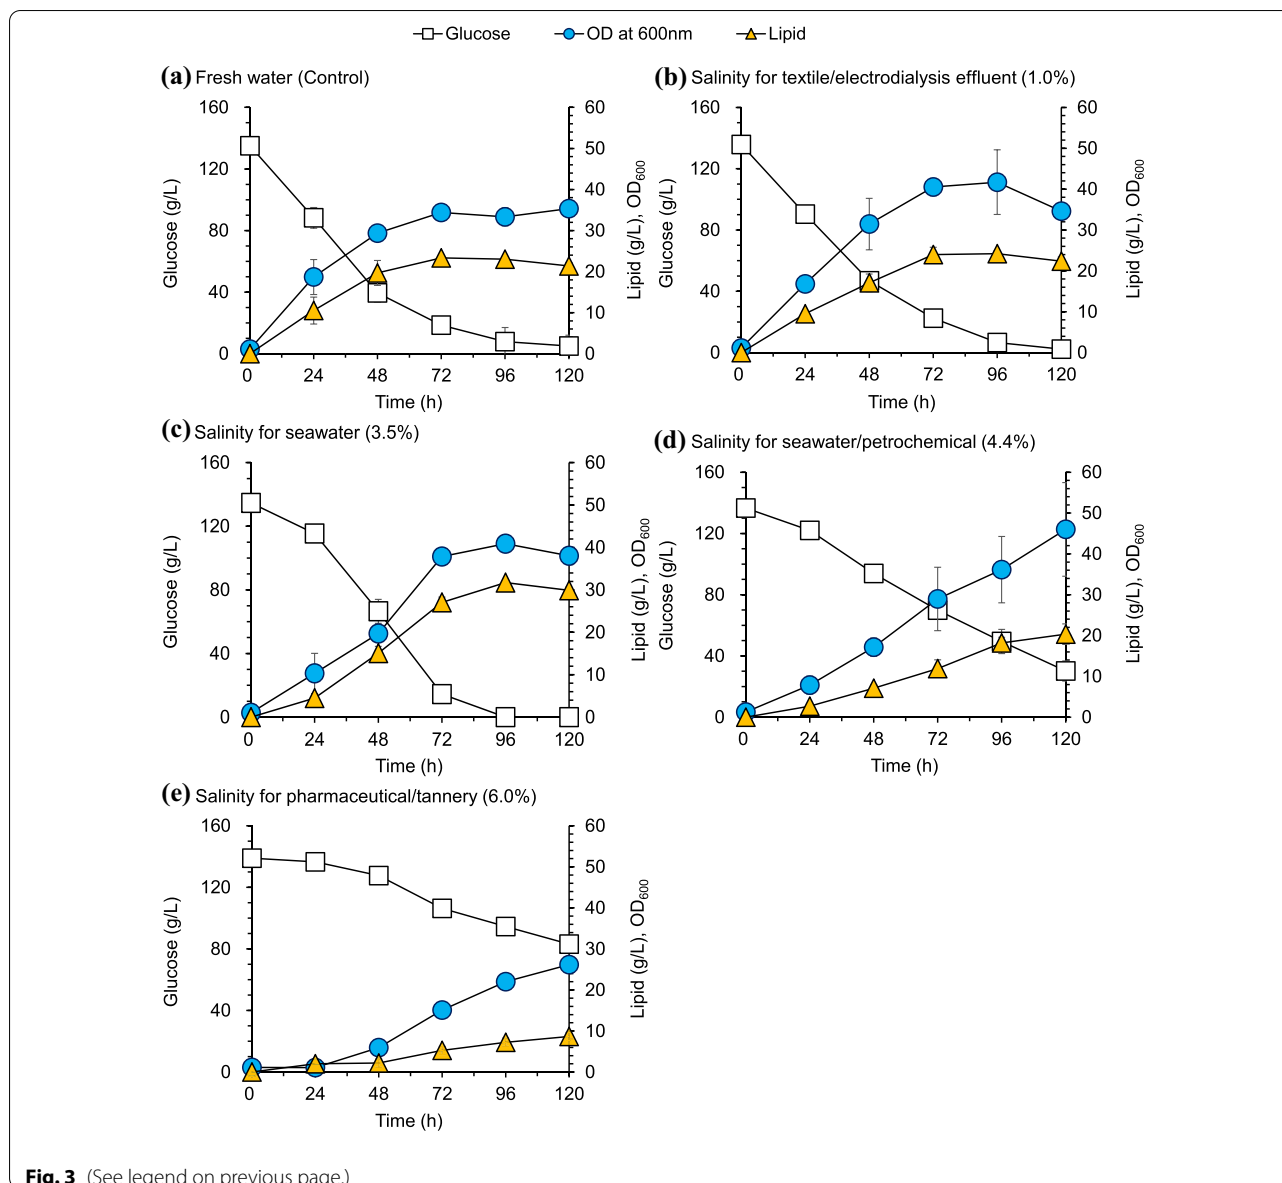 Glucose OD at 600nm Lipid
(a) Fresh water (Control)
160
120
80
40
0
Glucose (g/L)
60
50
40
30
20
10
0
Lipid (g/L), OD600
0 24 48 72 96 120
Time (h)
(b) Salinity for textile/electrodialysis effluent (1.0%)
160
120
80
40
0
Glucose (g/L)
60
50
40
30
20
10
0
Lipid (g/L), OD600
0 24 48 72 96 120
Time (h)
(c) Salinity for seawater (3.5%)
160
120
80
40
0
Glucose (g/L)
60
50
40
30
20
10
0
Lipid (g/L), OD600
0 24 48 72 96 120
Time (h)
(d) Salinity for seawater/petrochemical (4.4%)
160
120
80
40
0
Glucose (g/L)
60
50
40
30
20
10
0
Lipid (g/L), OD600
0 24 48 72 96 120
Time (h)
(e) Salinity for pharmaceutical/tannery (6.0%)
160
120
80
40
0
Glucose (g/L)
60
50
40
30
20
10
0
Lipid (g/L), OD600
0 24 48 72 96 120
Time (h)
Fig. 3 (See legend on previous page.)